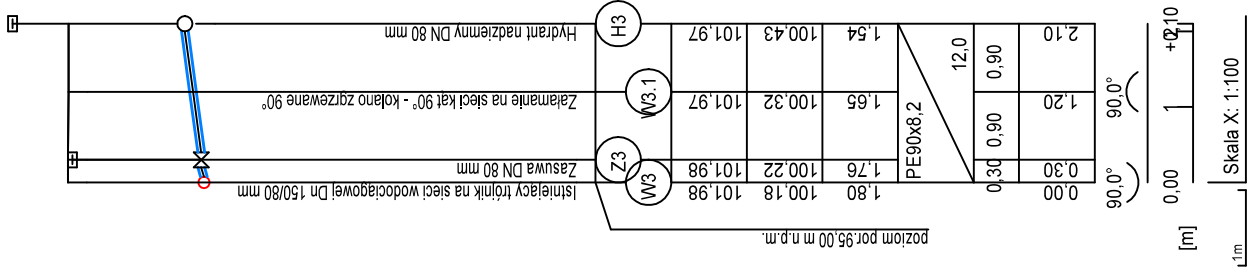 Hydrant nadziemny DN 80 mm
H3
101,97
100,43
1,54
2,10
Załamanie na sieci kąt 90° - kolano zgrzewane 90°
W3.1
101,97
100,32
1,65
1,20
Zasuwa DN 80 mm
Z3
101,98
100,22
1,76
0,30
Istniejący trójnik na sieci wodociągowej Dn 150/80 mm
W3
101,98
100,18
1,80
0,00
PE90x8,2
12,0
0,30
0,90
0,90
90,0°
90,0°
poziom por.95,00 m n.p.m.
[m]
0,00
1
+2,10
Skala X: 1:100
1m